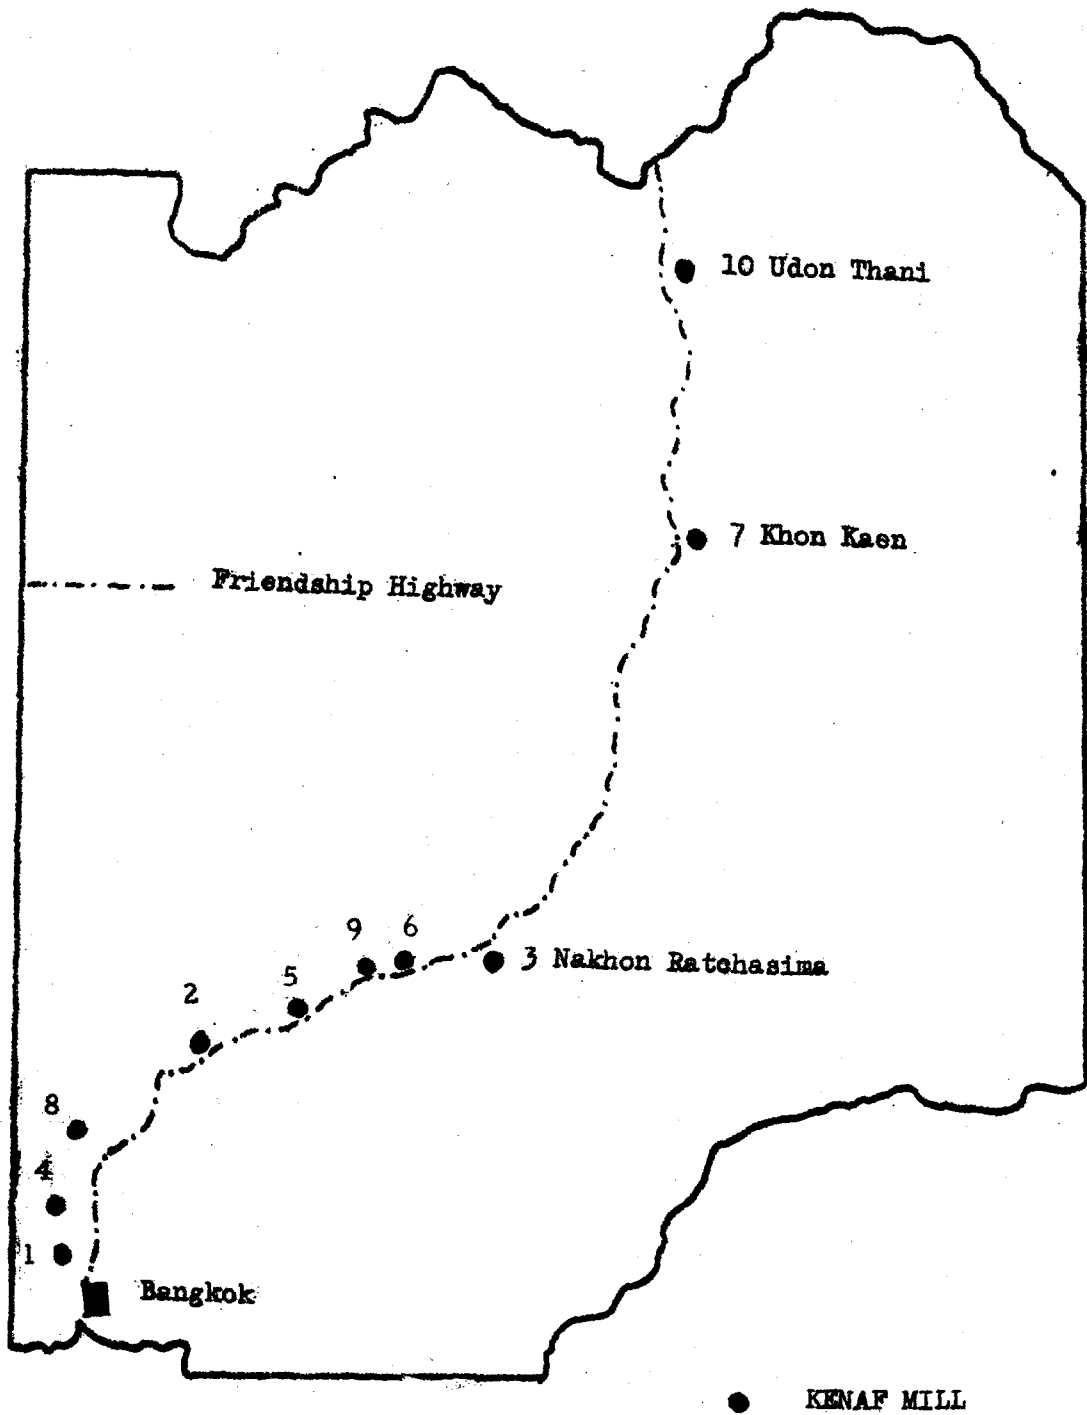 10 Udon Thani
7 Khon Kaen
Friendship Highway
9
6
3 Nakhon Ratchasima
5
2
8
4
1
Bangkok
KENAF MILL